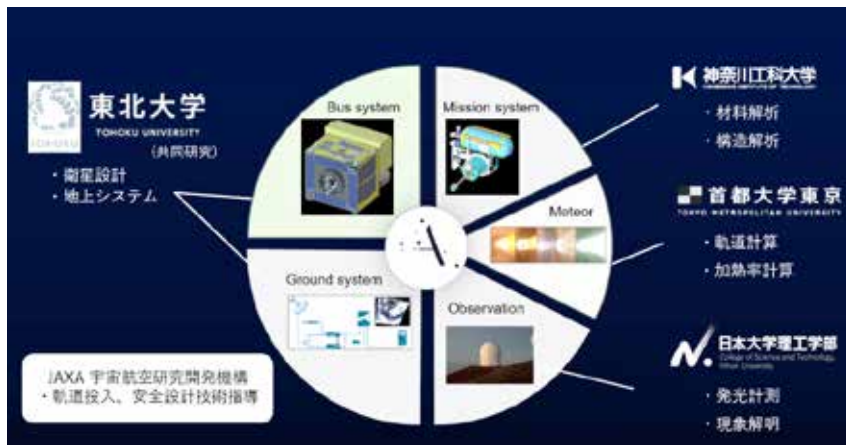 東北大学
TOHOKU UNIVERSITY
(共同研究)
・衛星設計
・地上システム
Bus system
Mission system
Meteor
Ground system
Observation
神奈川工科大学
・材料解析
・構造解析
首都大学東京
TOKYO METROPOLITAN UNIVERSITY
・軌道計算
・加熱率計算
日本大学理工学部
College of Science and Technology,
Nihon University
・発光計測
・現象解明
JAXA 宇宙航空研究開発機構
・軌道投入、安全設計技術指導